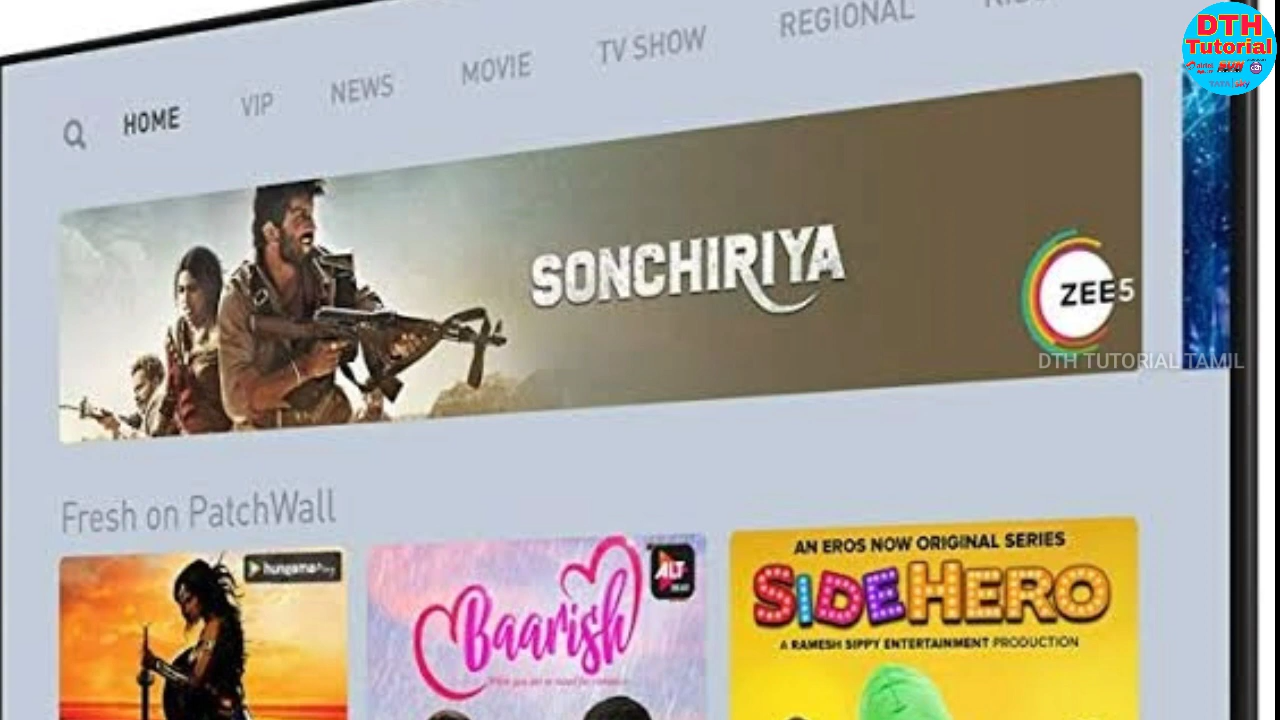 DTH
Tutorial
HOME
VIP
NEWS
MOVIE
TV SHOW
REGIONAL
SONCHIRIYA
ZEE5
DTH TUTORIAL TAMIL
Fresh on PatchWall
hungama
Baarish
ALT
AN EROS NOW ORIGINAL SERIES
SIDEHERO
A RAMESH SIPPY ENTERTAINMENT PRODUCTION